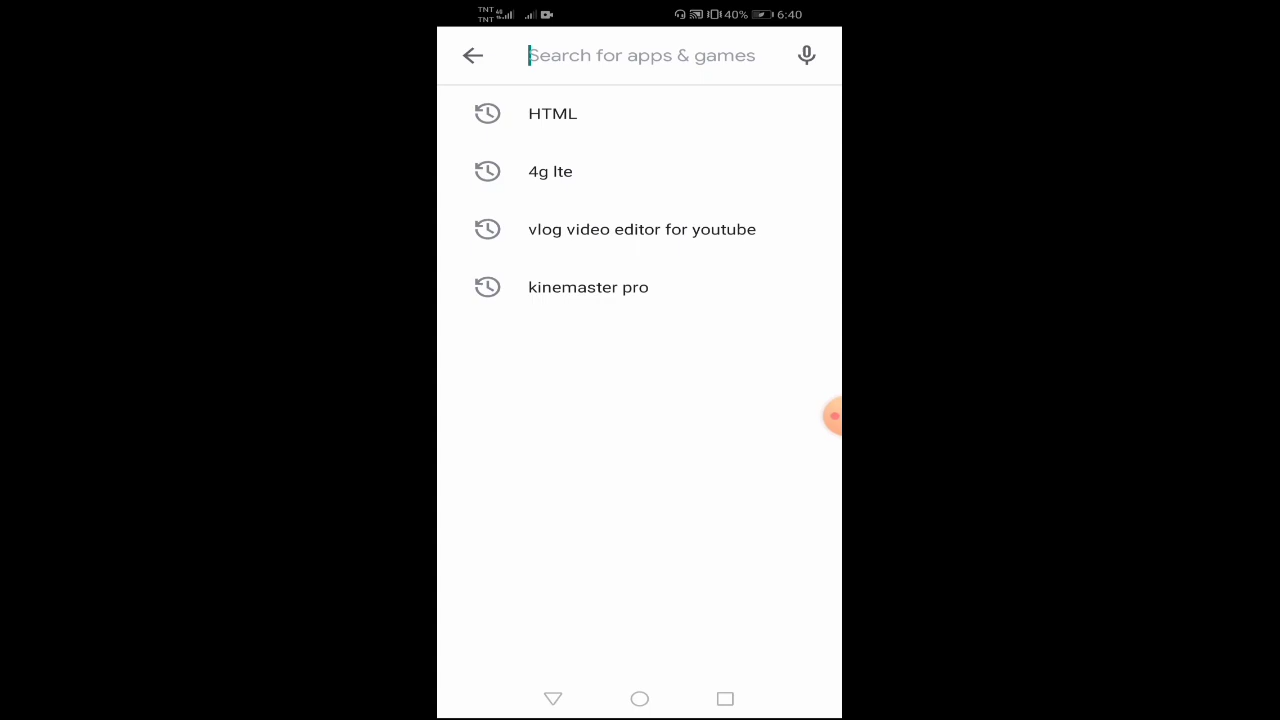 TNT 4G
TNT
40% 6:40
Search for apps & games
HTML
4g lte
vlog video editor for youtube
kinemaster pro